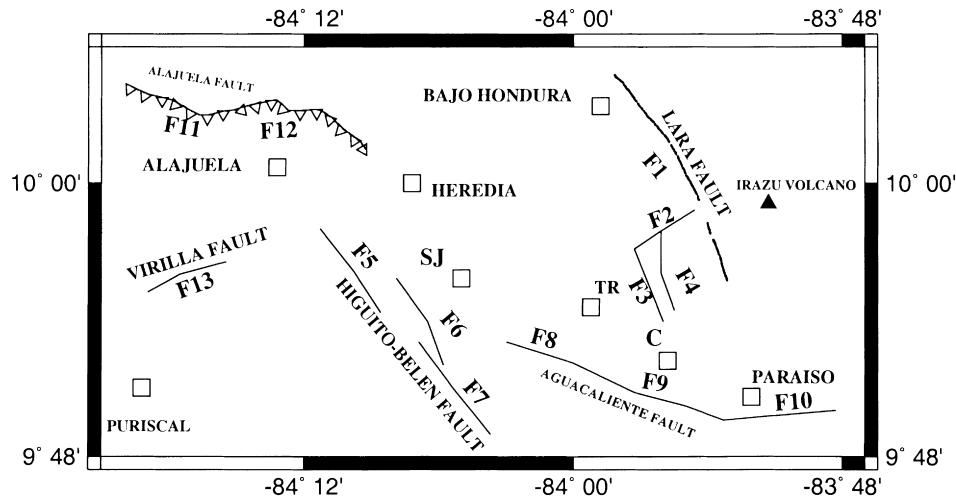 -84° 12'
-84° 00'
-83° 48'
ALAJUELA FAULT
BAJO HONDURA
F11
F12
LARA FAULT
F1
ALAJUELA
10° 00'
HEREDIA
IRAZU VOLCANO
10° 00'
F2
VIRILLA FAULT
F13
F5
SJ
F3
F4
HIGUITO-BELEN FAULT
F6
TR
F8
C
F7
F9
AGUACALIENTE FAULT
PARAISO
F10
PURISCAL
9° 48'
9° 48'
-84° 12'
-84° 00'
-83° 48'